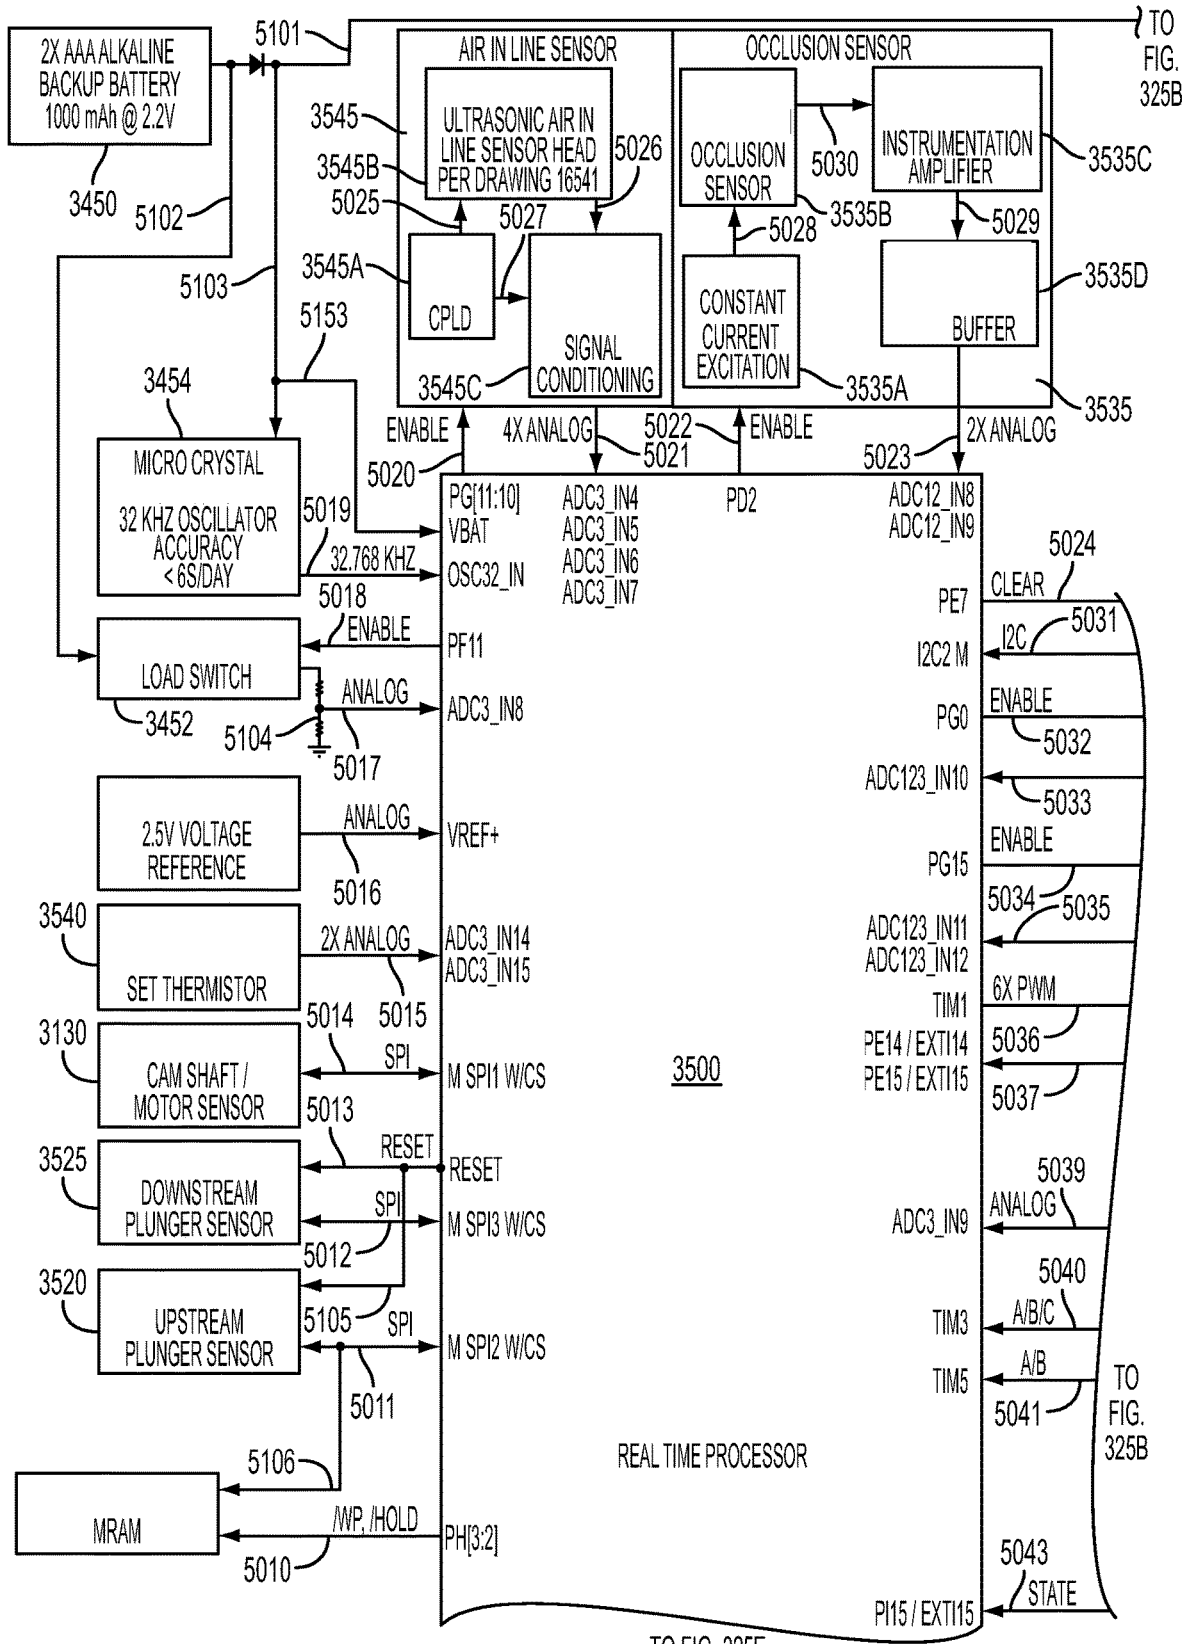 5101
TO
FIG.
325B
2X AAA ALKALINE
BACKUP BATTERY
1000 mAh @ 2.2V
3450
5102
5103
5153
AIR IN LINE SENSOR
3545
ULTRASONIC AIR IN
LINE SENSOR HEAD
PER DRAWING 16541
3545B
5025
5026
5027
3545A
CPLD
SIGNAL
CONDITIONING
3545C
OCCLUSION SENSOR
OCCLUSION
SENSOR
5030
INSTRUMENTATION
AMPLIFIER
3535C
3535B
5028
5029
CONSTANT
CURRENT
EXCITATION
3535A
BUFFER
3535D
3535
ENABLE
5020
4X ANALOG
5021
5022
ENABLE
5023
2X ANALOG
3454
MICRO CRYSTAL
32 KHZ OSCILLATOR
ACCURACY
< 6S/DAY
5019
32.768 KHZ
5018
ENABLE
LOAD SWITCH
3452
5104
ANALOG
5017
2.5V VOLTAGE
REFERENCE
ANALOG
5016
3540
SET THERMISTOR
2X ANALOG
5015
3130
CAM SHAFT /
MOTOR SENSOR
5014
SPI
5013
RESET
3525
DOWNSTREAM
PLUNGER SENSOR
SPI
5012
3520
UPSTREAM
PLUNGER SENSOR
5105
SPI
5011
5106
MRAM
/WP, /HOLD
5010
PG[11:10]
VBAT
OSC32_IN
PF11
ADC3_IN8
VREF+
ADC3_IN14
ADC3_IN15
M SPI1 W/CS
RESET
M SPI3 W/CS
M SPI2 W/CS
PH[3:2]
ADC3_IN4
ADC3_IN5
ADC3_IN6
ADC3_IN7
PD2
ADC12_IN8
ADC12_IN9
3500
REAL TIME PROCESSOR
PE7
I2C2 M
PG0
ADC123_IN10
PG15
ADC123_IN11
ADC123_IN12
TIM1
PE14 / EXTI14
PE15 / EXTI15
ADC3_IN9
TIM3
TIM5
PI15 / EXTI15
CLEAR
5024
I2C
5031
ENABLE
5032
5033
ENABLE
5034
5035
6X PWM
5036
5037
5039
ANALOG
5040
A/B/C
A/B
5041
TO
FIG.
325B
5043
STATE